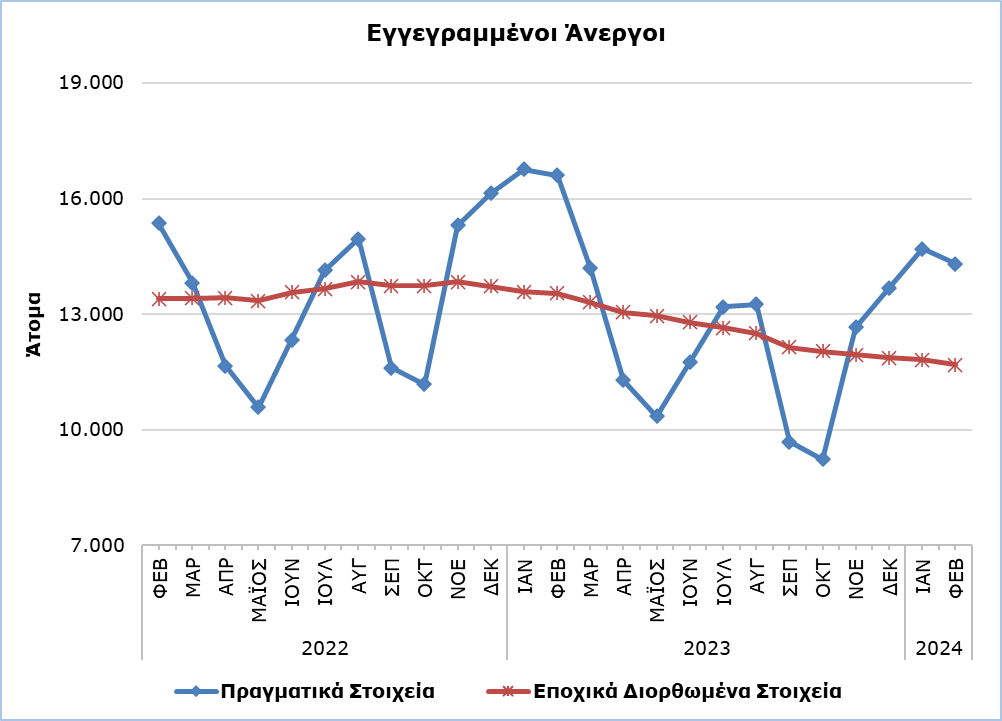 Εγγεγραμμένοι Άνεργοι
19.000
16.000
13.000
10.000
7.000
Άτομα
ΦΕΒ ΜΑΡ ΑΠΡ ΜΑΪΟΣ ΙΟΥΝ ΙΟΥΛ ΑΥΓ ΣΕΠ ΟΚΤ ΝΟΕ ΔΕΚ ΙΑΝ ΦΕΒ ΜΑΡ ΑΠΡ ΜΑΪΟΣ ΙΟΥΝ ΙΟΥΛ ΑΥΓ ΣΕΠ ΟΚΤ ΝΟΕ ΔΕΚ ΙΑΝ ΦΕΒ
2022 2023 2024
Πραγματικά Στοιχεία Εποχικά Διορθωμένα Στοιχεία